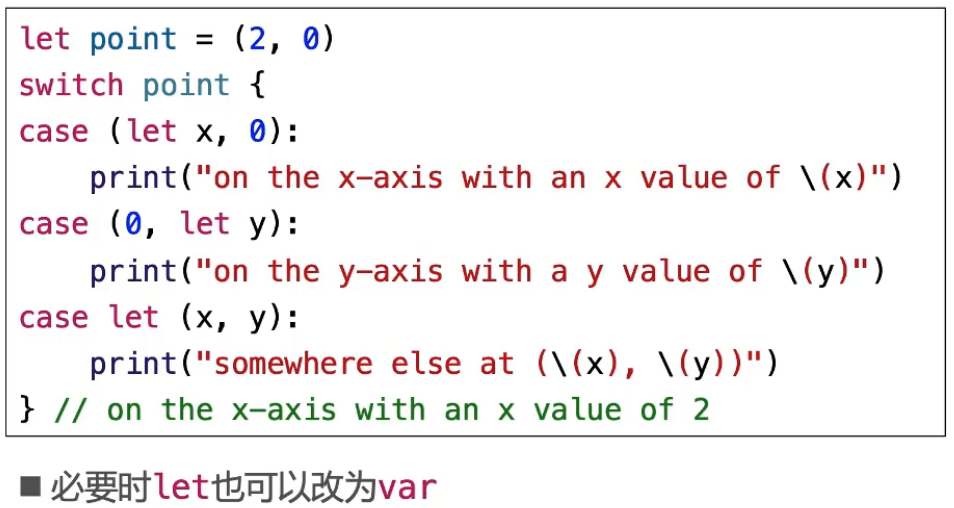 let point = (2, 0)
switch point {
case (let x, 0):
    print("on the x-axis with an x value of \(x)")
case (0, let y):
    print("on the y-axis with a y value of \(y)")
case let (x, y):
    print("somewhere else at (\(x), \(y))")
} // on the x-axis with an x value of 2
■ 必要时let也可以改为var